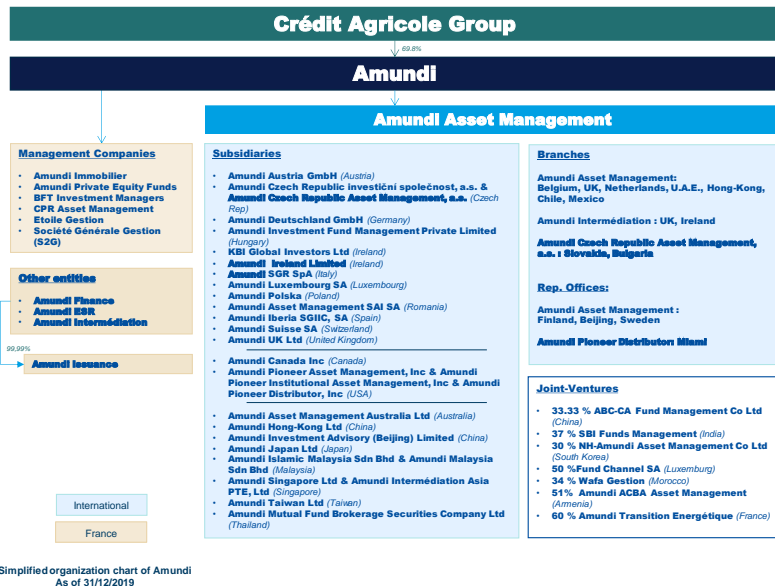 Crédit Agricole Group
69.8%
Amundi
Amundi Asset Management
Management Companies
• Amundi Immobilier
• Amundi Private Equity Funds
• BFT Investment Managers
• CPR Asset Management
• Etoile Gestion
• Société Générale Gestion
(S2G)
Other entities
• Amundi Finance
• Amundi ESR
• Amundi Intermédiation
99,99%
Amundi Issuance
Subsidiaries
• Amundi Austria GmbH (Austria)
• Amundi Czech Republic investiční společnost, a.s. &
Amundi Czech Republic Asset Management, a.s. (Czech
Rep)
• Amundi Deutschland GmbH (Germany)
• Amundi Investment Fund Management Private Limited
(Hungary)
• KBI Global Investors Ltd (Ireland)
• Amundi Ireland Limited (Ireland)
• Amundi SGR SpA (Italy)
• Amundi Luxembourg SA (Luxembourg)
• Amundi Polska (Poland)
• Amundi Asset Management SAI SA (Romania)
• Amundi Iberia SGIIC, SA (Spain)
• Amundi Suisse SA (Switzerland)
• Amundi UK Ltd (United Kingdom)
• Amundi Canada Inc (Canada)
• Amundi Pioneer Asset Management, Inc & Amundi
Pioneer Institutional Asset Management, Inc & Amundi
Pioneer Distributor, Inc (USA)
• Amundi Asset Management Australia Ltd (Australia)
• Amundi Hong-Kong Ltd (China)
• Amundi Investment Advisory (Beijing) Limited (China)
• Amundi Japan Ltd (Japan)
• Amundi Islamic Malaysia Sdn Bhd & Amundi Malaysia
Sdn Bhd (Malaysia)
• Amundi Singapore Ltd & Amundi Intermédiation Asia
PTE, Ltd (Singapore)
• Amundi Taiwan Ltd (Taiwan)
• Amundi Mutual Fund Brokerage Securities Company Ltd
(Thailand)
Branches
Amundi Asset Management:
Belgium, UK, Netherlands, U.A.E., Hong-Kong,
Chile, Mexico
Amundi Intermédiation : UK, Ireland
Amundi Czech Republic Asset Management,
a.s. : Slovakia, Bulgaria
Rep. Offices:
Amundi Asset Management :
Finland, Beijing, Sweden
Amundi Pioneer Distributor: Miami
Joint-Ventures
• 33.33 % ABC-CA Fund Management Co Ltd
(China)
• 37 % SBI Funds Management (India)
• 30 % NH-Amundi Asset Management Co Ltd
(South Korea)
• 50 %Fund Channel SA (Luxemburg)
• 34 % Wafa Gestion (Morocco)
• 51% Amundi ACBA Asset Management
(Armenia)
• 60 % Amundi Transition Energétique (France)
International
France
Simplified organization chart of Amundi
As of 31/12/2019